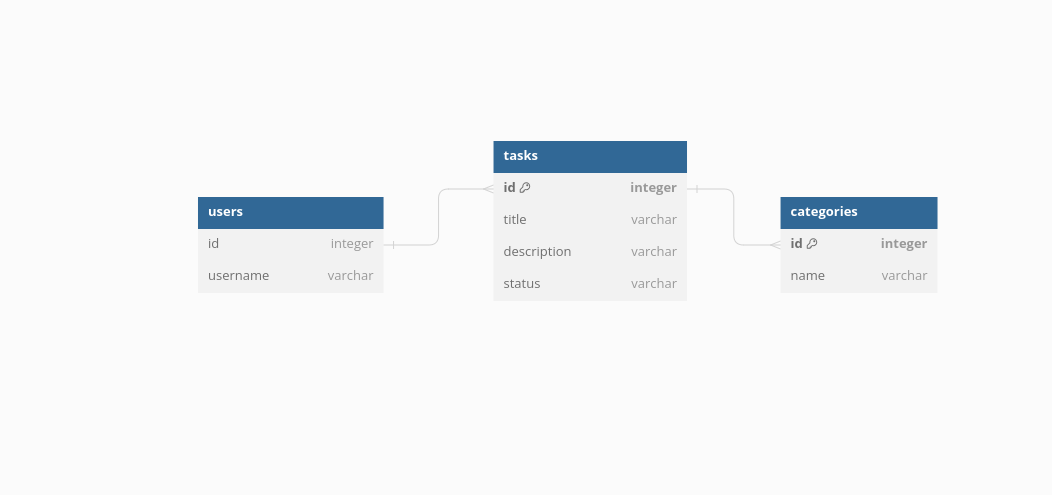 users
id integer
username varchar
tasks
id integer
title varchar
description varchar
status varchar
categories
id integer
name varchar